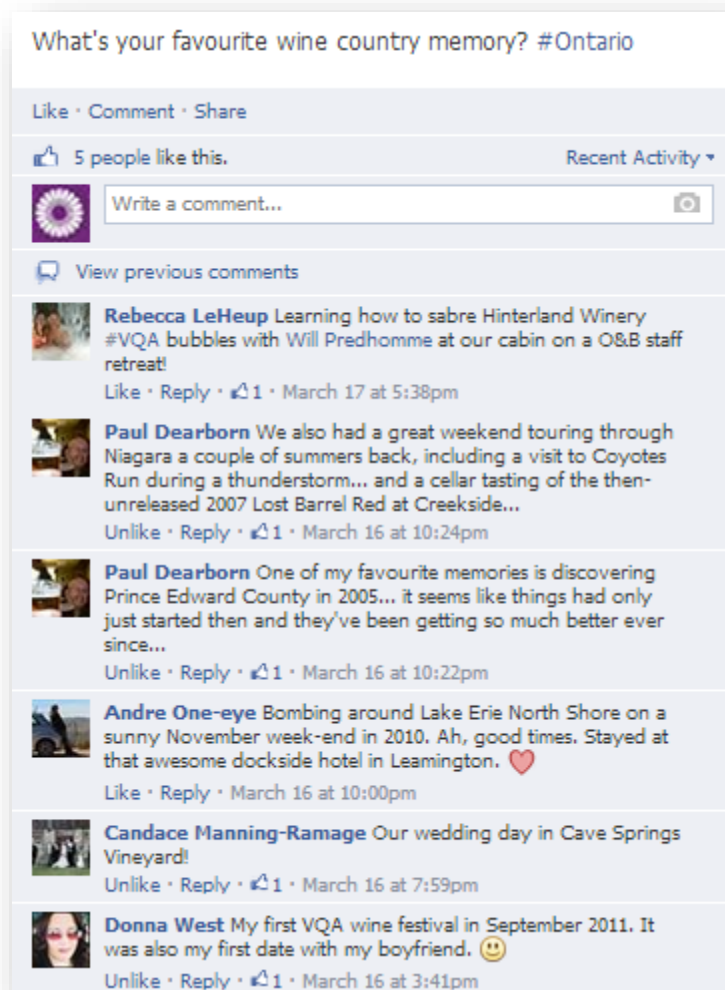 What's your favourite wine country memory? #Ontario
Like · Comment · Share
5 people like this.
Recent Activity
Write a comment...
View previous comments
Rebecca LeHeup Learning how to sabre Hinterland Winery
#VQA bubbles with Will Predhomme at our cabin on a O&B staff
retreat!
Like · Reply · 1 · March 17 at 5:38pm
Paul Dearborn We also had a great weekend touring through
Niagara a couple of summers back, including a visit to Coyotes
Run during a thunderstorm... and a cellar tasting of the then-
unreleased 2007 Lost Barrel Red at Creekside...
Unlike · Reply · 1 · March 16 at 10:24pm
Paul Dearborn One of my favourite memories is discovering
Prince Edward County in 2005... it seems like things had only
just started then and they've been getting so much better ever
since...
Unlike · Reply · 1 · March 16 at 10:22pm
Andre One-eye Bombing around Lake Erie North Shore on a
sunny November week-end in 2010. Ah, good times. Stayed at
that awesome dockside hotel in Leamington.
Like · Reply · March 16 at 10:00pm
Candace Manning-Ramage Our wedding day in Cave Springs
Vineyard!
Unlike · Reply · 1 · March 16 at 7:59pm
Donna West My first VQA wine festival in September 2011. It
was also my first date with my boyfriend.
Unlike · Reply · 1 · March 16 at 3:41pm